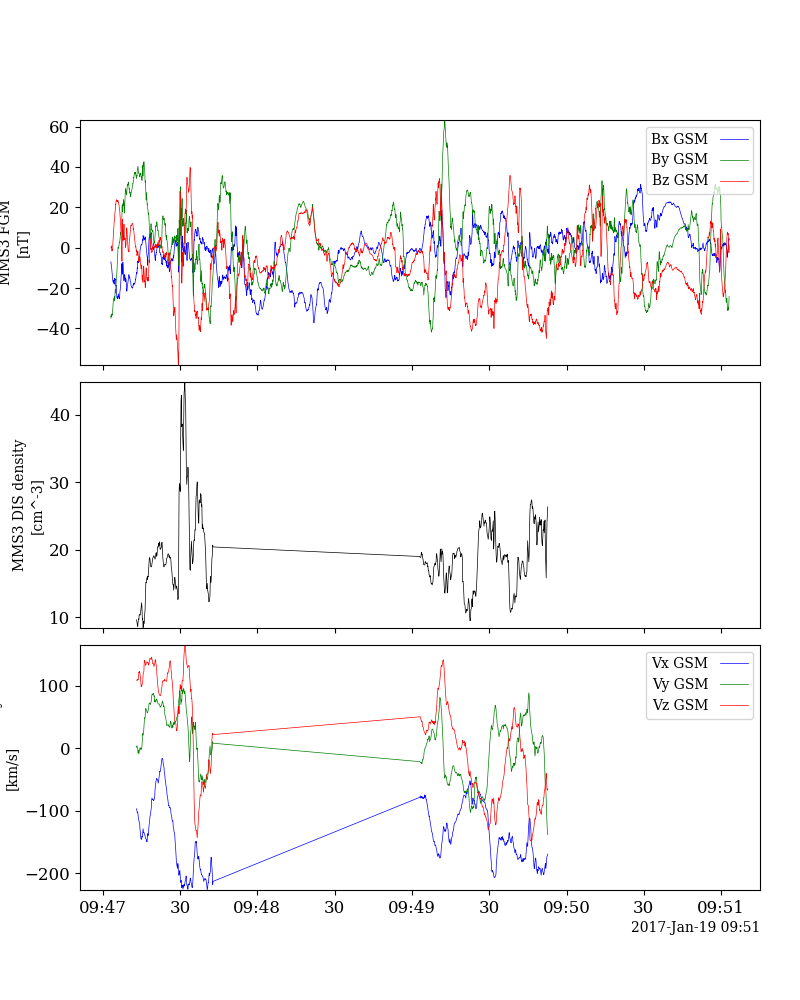 60
40
20
0
−20
−40
MMS3 FGM
[nT]
Bx GSM
By GSM
Bz GSM
40
30
20
10
MMS3 DIS density
[cm^-3]
100
0
−100
−200
[km/s]
Vx GSM
Vy GSM
Vz GSM
09:47
30
09:48
30
09:49
30
09:50
30
09:51
2017-Jan-19 09:51